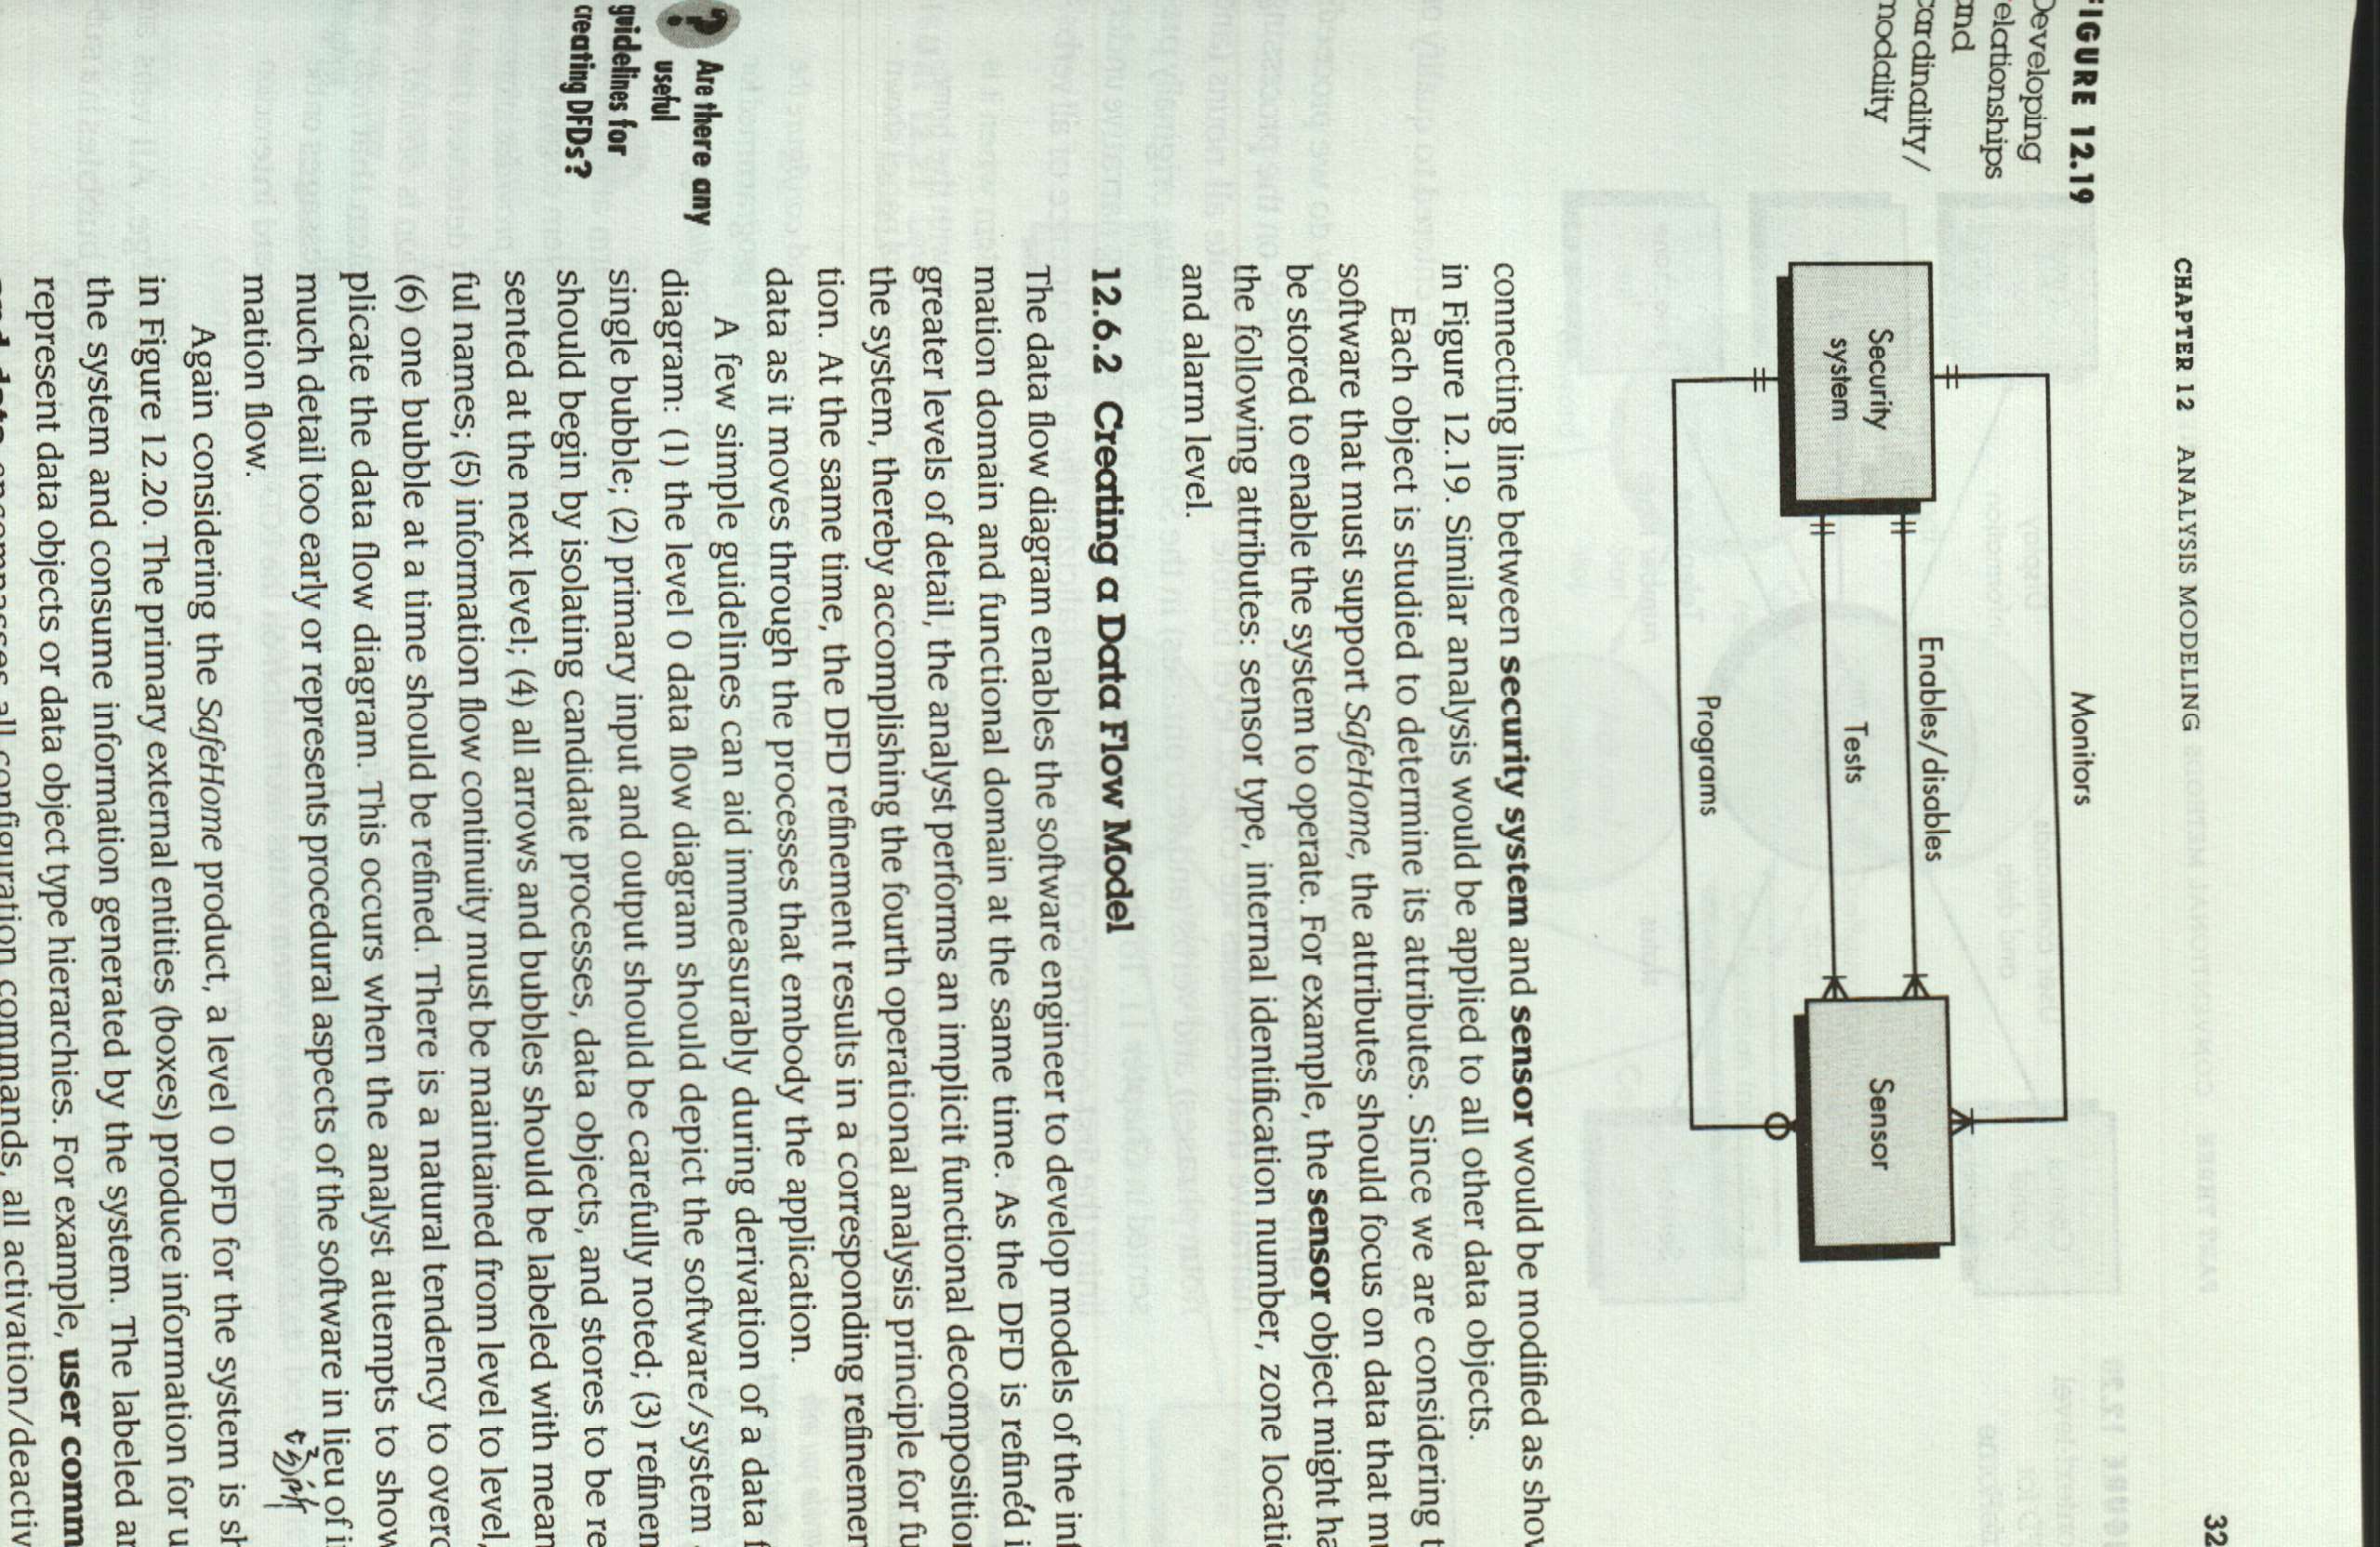 CHAPTER 12 ANALYSIS MODELING
32
FIGURE 12.19
Developing
relationships
and
cardinality/
modality
Monitors
Enables/disables
Tests
Programs
Security
system
Sensor
connecting line between security system and sensor would be modified as show
in Figure 12.19. Similar analysis would be applied to all other data objects.
Each object is studied to determine its attributes. Since we are considering t
software that must support SafeHome, the attributes should focus on data that mu
be stored to enable the system to operate. For example, the sensor object might ha
the following attributes: sensor type, internal identification number, zone locati
and alarm level.
12.6.2 Creating a Data Flow Model
The data flow diagram enables the software engineer to develop models of the inf
mation domain and functional domain at the same time. As the DFD is refined i
greater levels of detail, the analyst performs an implicit functional decomposition
the system, thereby accomplishing the fourth operational analysis principle for fu
tion. At the same time, the DFD refinement results in a corresponding refinemen
data as it moves through the processes that embody the application.
? Are there any
useful
guidelines for
creating DFDs?
A few simple guidelines can aid immeasurably during derivation of a data f
diagram: (1) the level 0 data flow diagram should depict the software/system
single bubble; (2) primary input and output should be carefully noted; (3) refinem
should begin by isolating candidate processes, data objects, and stores to be re
sented at the next level; (4) all arrows and bubbles should be labeled with mean
ful names; (5) information flow continuity must be maintained from level to level,
(6) one bubble at a time should be refined. There is a natural tendency to overc
plicate the data flow diagram. This occurs when the analyst attempts to show
much detail too early or represents procedural aspects of the software in lieu of i
mation flow.
Again considering the SafeHome product, a level 0 DFD for the system is sh
in Figure 12.20. The primary external entities (boxes) produce information for u
the system and consume information generated by the system. The labeled ar
represent data objects or data object type hierarchies. For example, user comm
and data encompasses all configuration commands, all activation/deactiv